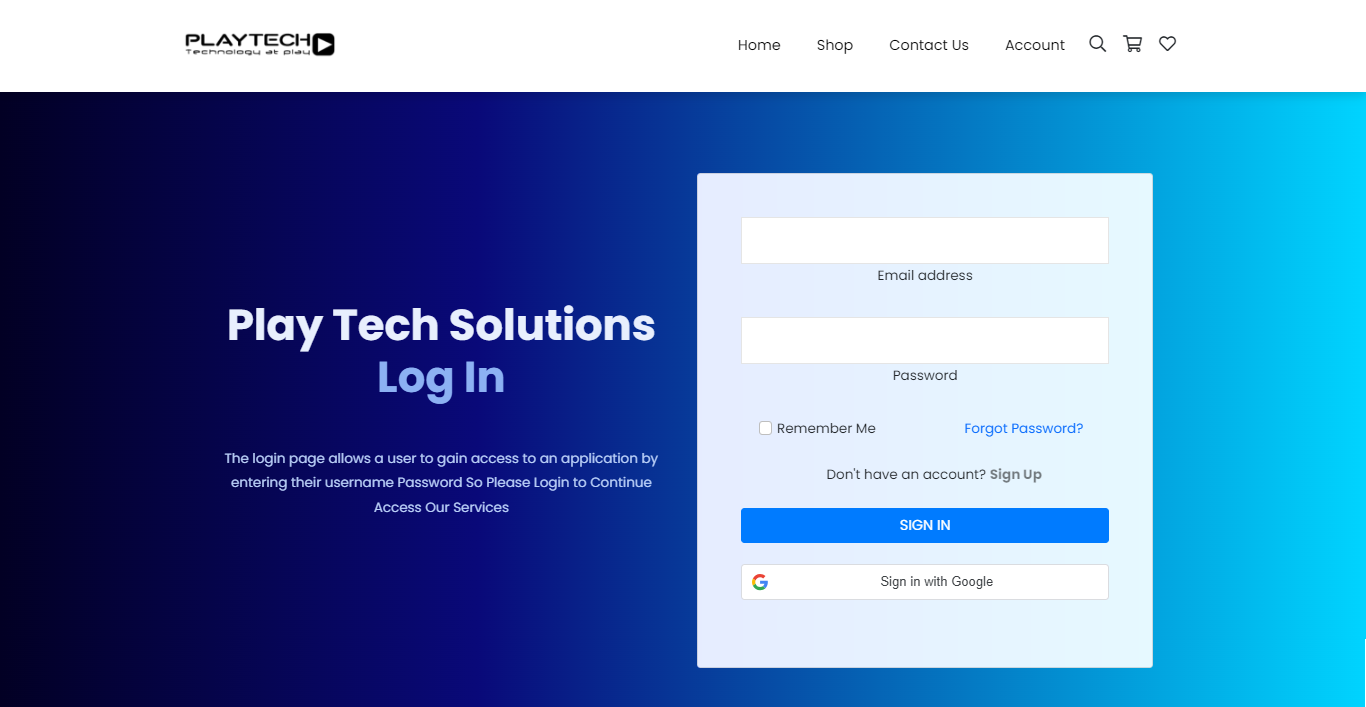 PLAYTECH
Technology at play
Home Shop Contact Us Account
Play Tech Solutions
Log In
The login page allows a user to gain access to an application by
entering their username Password So Please Login to Continue
Access Our Services
Email address
Password
Remember Me Forgot Password?
Don't have an account? Sign Up
SIGN IN
Sign in with Google